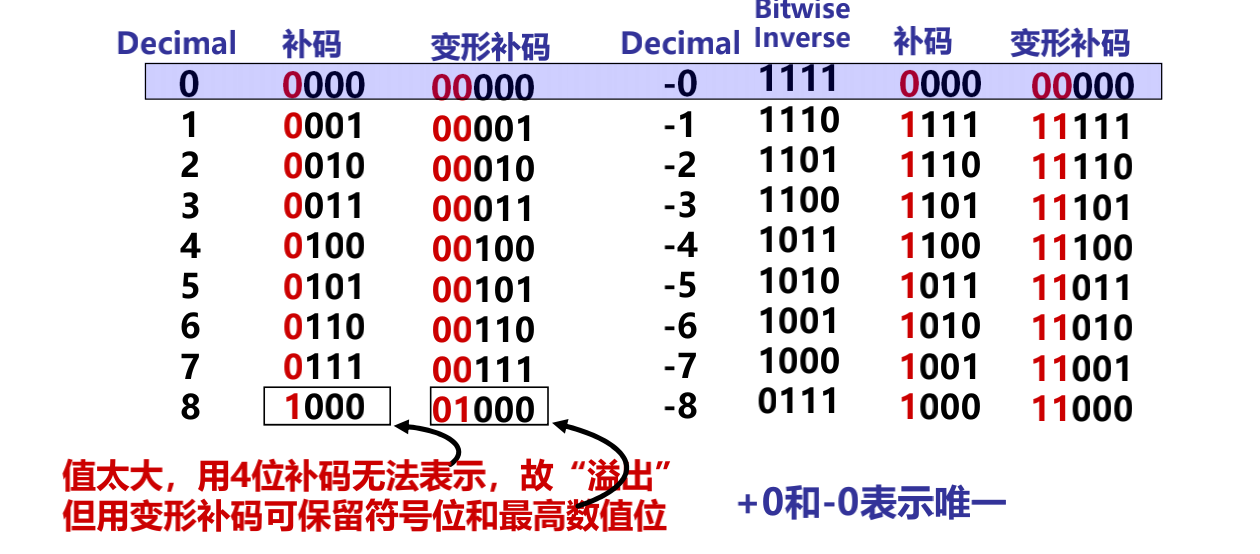 Decimal 补码 变形补码 Decimal Bitwise Inverse 补码 变形补码
0 0000 00000 -0 1111 0000 00000
1 0001 00001 -1 1110 1111 11111
2 0010 00010 -2 1101 1110 11110
3 0011 00011 -3 1100 1101 11101
4 0100 00100 -4 1011 1100 11100
5 0101 00101 -5 1010 1011 11011
6 0110 00110 -6 1001 1010 11010
7 0111 00111 -7 1000 1001 11001
8 1000 01000 -8 0111 1000 11000
值太大，用4位补码无法表示，故“溢出”
但用变形补码可保留符号位和最高数值位
+0和-0表示唯一